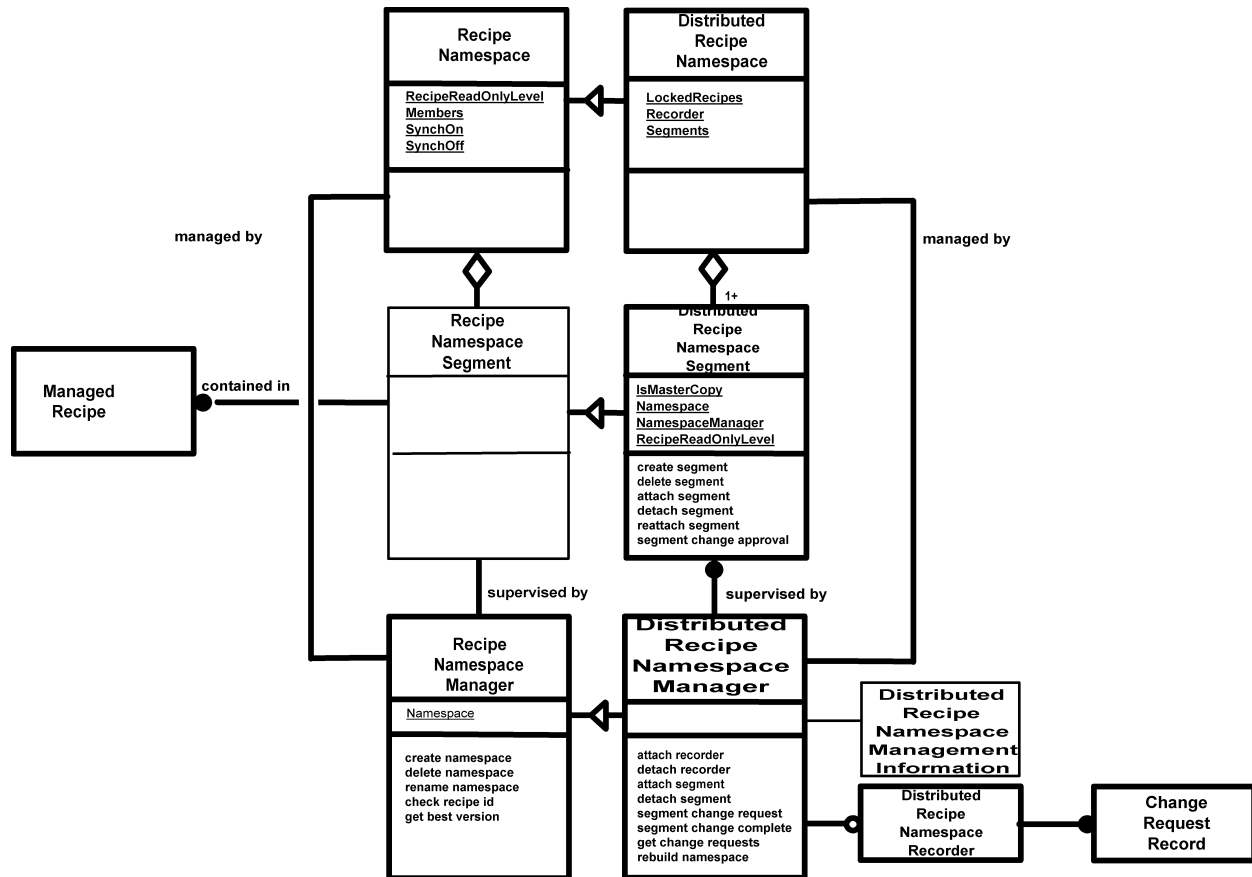 Recipe
Namespace
RecipeReadOnlyLevel
Members
SynchOn
SynchOff
Distributed
Recipe
Namespace
LockedRecipes
Recorder
Segments
managed by
managed by
1+
Managed
Recipe
contained in
Recipe
Namespace
Segment
Distributed
Recipe
Namespace
Segment
IsMasterCopy
Namespace
NamespaceManager
RecipeReadOnlyLevel
create segment
delete segment
attach segment
detach segment
reattach segment
segment change approval
supervised by
supervised by
Recipe
Namespace
Manager
Namespace
create namespace
delete namespace
rename namespace
check recipe id
get best version
Distributed
Recipe
Namespace
Manager
attach recorder
detach recorder
attach segment
detach segment
segment change request
segment change complete
get change requests
rebuild namespace
Distributed
Recipe
Namespace
Management
Information
Distributed
Recipe
Namespace
Recorder
Change
Request
Record